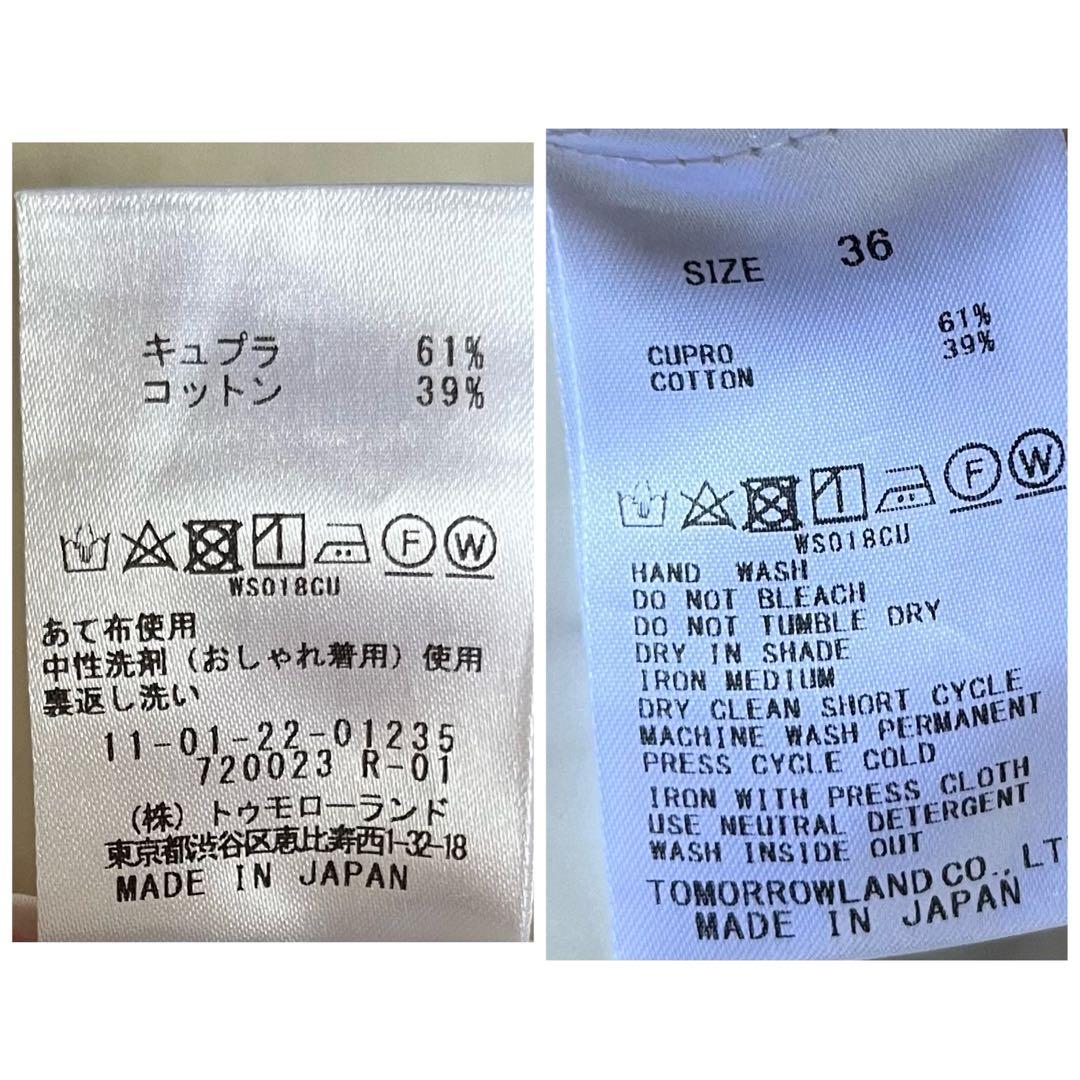 キュプラ 61%
コットン 39%
F W
WS018CU
あて布使用
中性洗剤（おしゃれ着用）使用
裏返し洗い
11-01-22-01235
720023 R-01
（株）トゥモローランド
東京都渋谷区恵比寿西1-32-18
MADE IN JAPAN
SIZE 36
CUPRO 61%
COTTON 39%
F W
WS018CU
HAND WASH
DO NOT BLEACH
DO NOT TUMBLE DRY
DRY IN SHADE
IRON MEDIUM
DRY CLEAN SHORT CYCLE
MACHINE WASH PERMANENT
PRESS CYCLE COLD
IRON WITH PRESS CLOTH
USE NEUTRAL DETERGENT
WASH INSIDE OUT
TOMORROWLAND CO., LT
MADE IN JAPAN